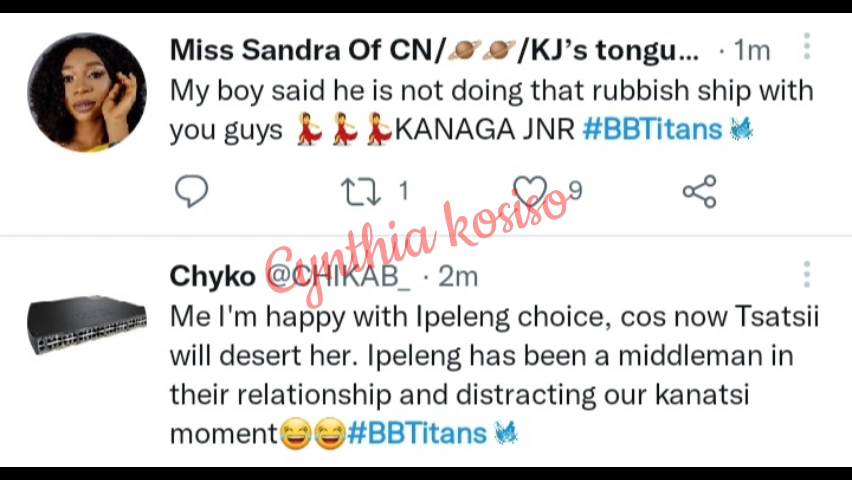 Miss Sandra Of CN/🪐🪐/KJ’s tongu... · 1m
My boy said he is not doing that rubbish ship with
you guys 💃💃💃KANAGA JNR #BBTitans
1 9
Cynthia kosiso
Chyko @CHIKAB_ · 2m
Me I'm happy with Ipeleng choice, cos now Tsatsii
will desert her. Ipeleng has been a middleman in
their relationship and distracting our kanatsi
moment😂😂#BBTitans